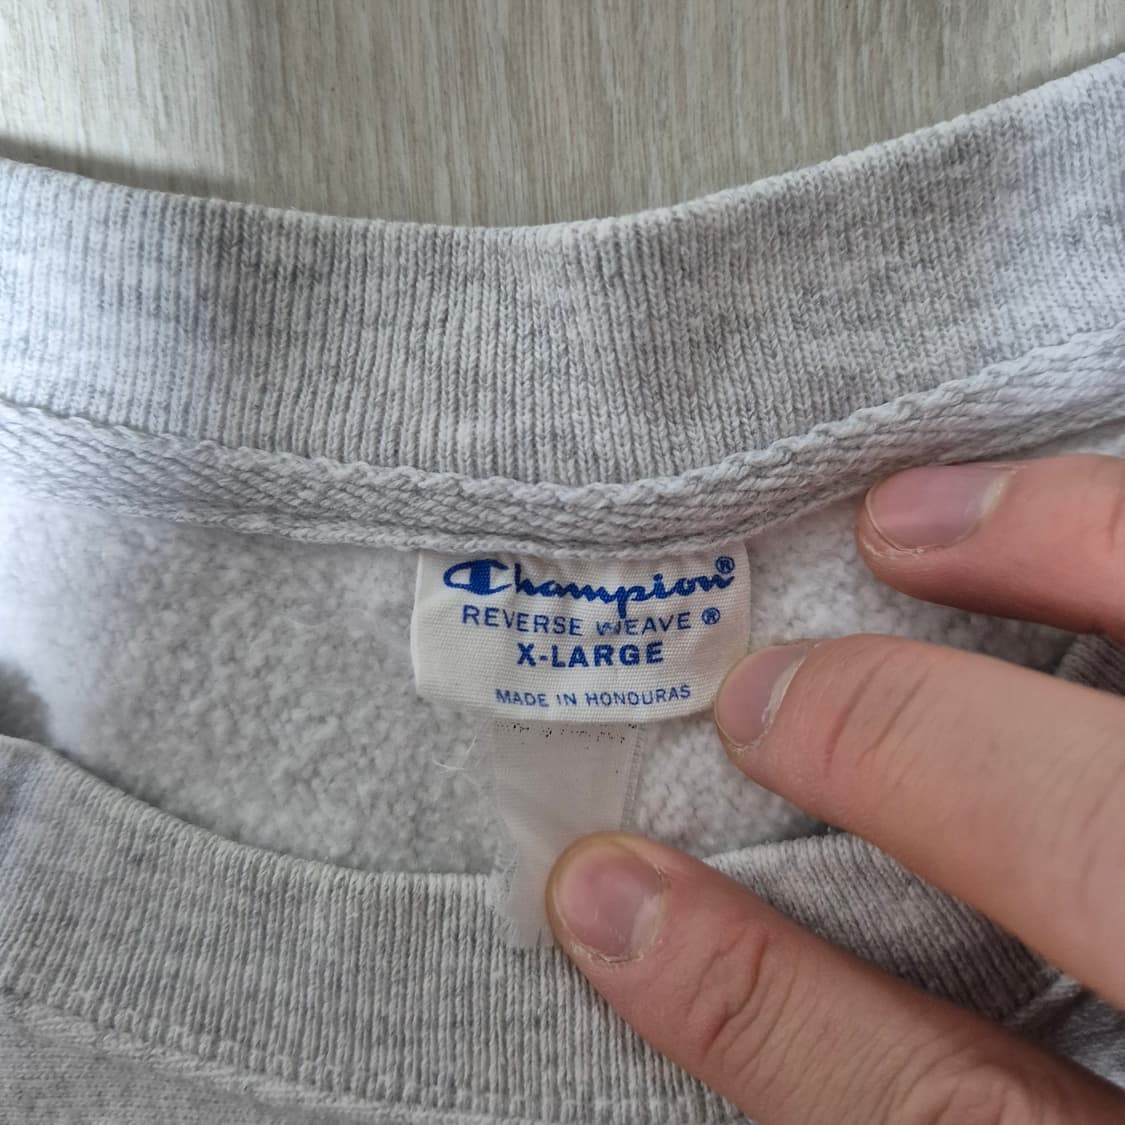 Champion®
REVERSE WEAVE ®
X-LARGE
MADE IN HONDURAS